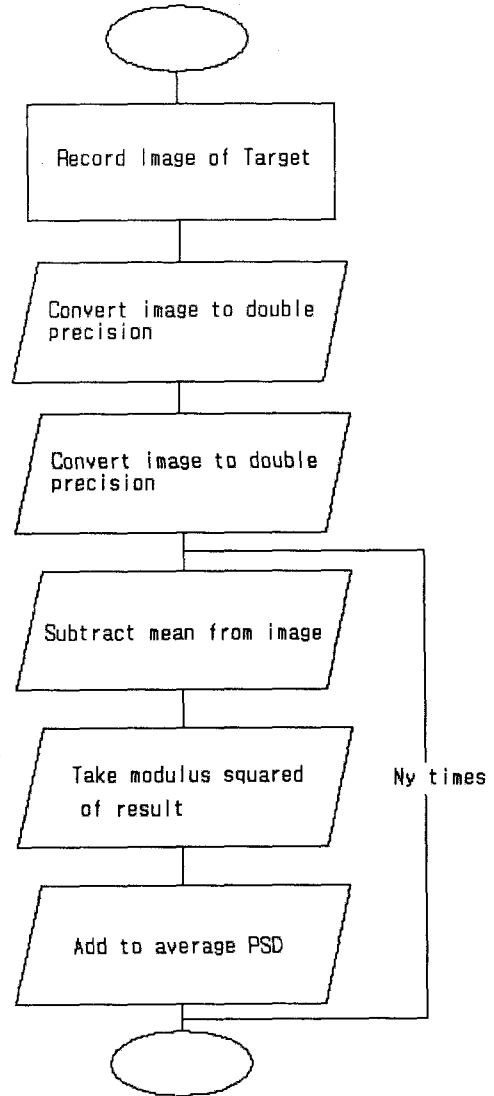 Record Image of Target
Convert image to double
precision
Convert image to double
precision
Subtract mean from image
Take modulus squared
of result
Ny times
Add to average PSD